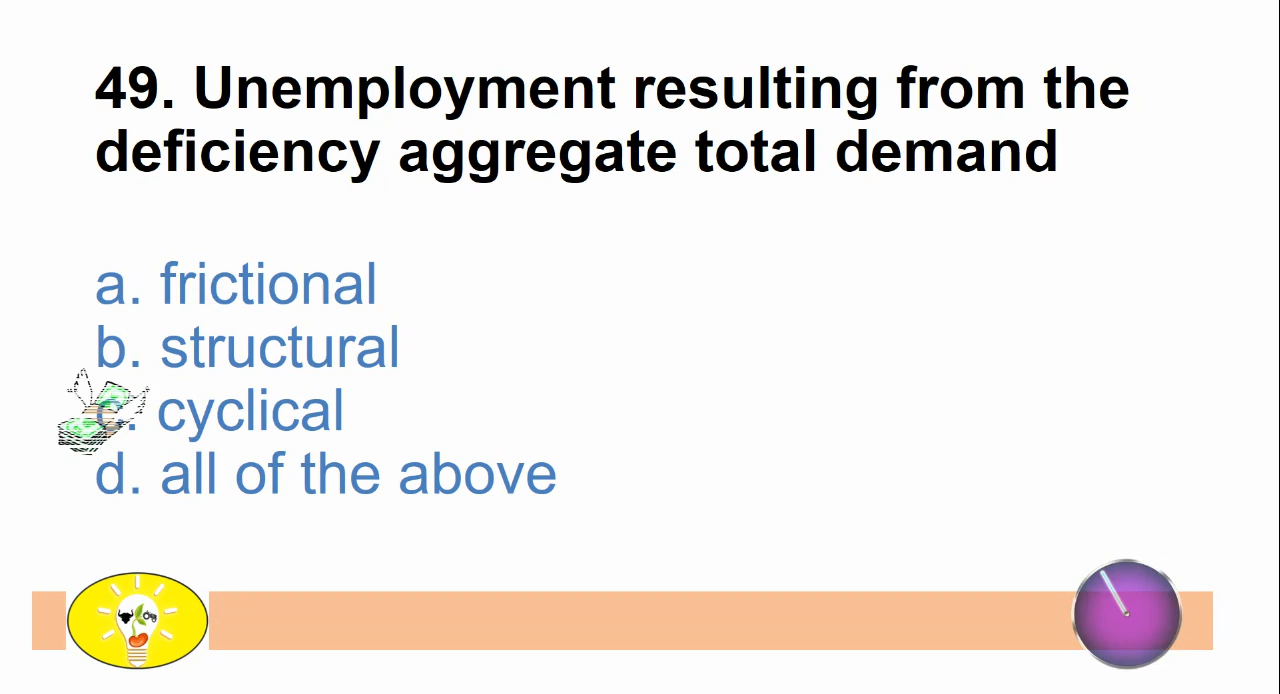 49. Unemployment resulting from the
deficiency aggregate total demand
a. frictional
b. structural
c. cyclical
d. all of the above